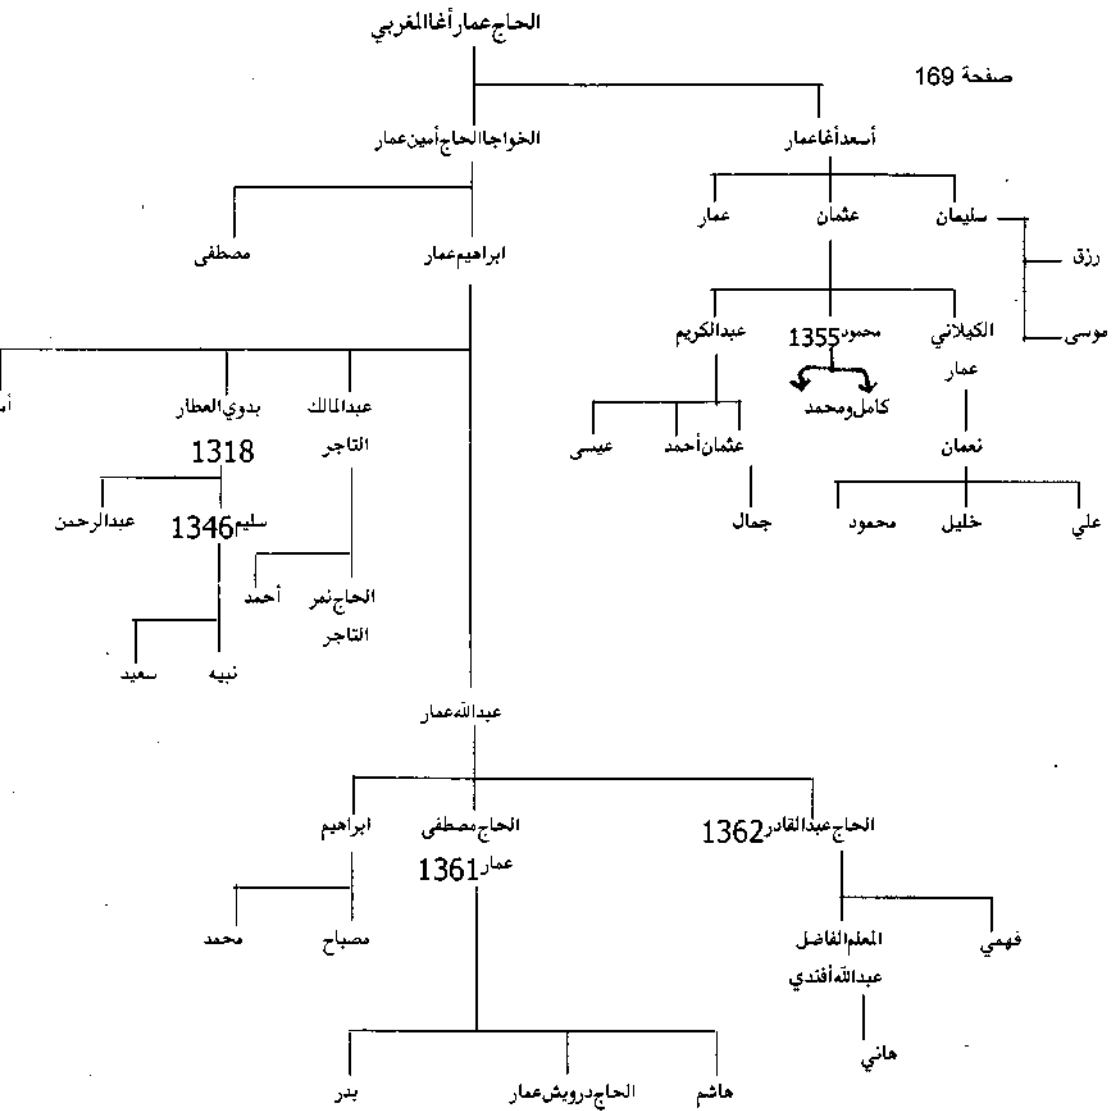 الحاج عمار أغا المغربي
صفحة 169
الخواجا الحاج أمين عمار
أسعد أغا عمار
سليمان
عثمان
عمار
رزق
موسى
ابراهيم عمار
مصطفى
الكيلاني
عمار
محمود 1355
عبدالكريم
كامل ومحمد
نعمان
عثمان أحمد
عيسى
علي
خليل
محمود
جمال
عبدالمالك
التاجر
بدوي العطار
1318
سليم 1346
عبدالرحمن
الحاج نمر
التاجر
أحمد
نبيه
سعيد
عبدالله عمار
الحاج عبدالقادر 1362
الحاج مصطفى
عمار 1361
ابراهيم
فهمي
المعلم الفاضل
عبدالله أفندي
مصباح
محمد
هاني
هاشم
الحاج درويش عمار
بدر